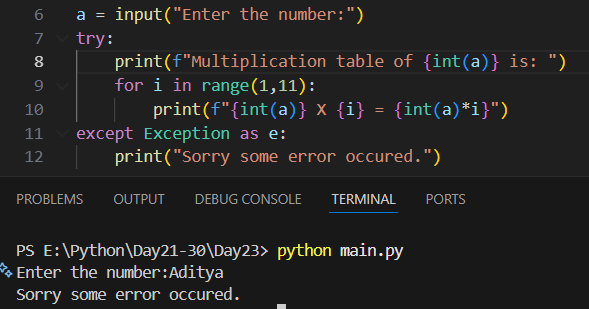 6 a = input("Enter the number:")
7 try:
8     print(f"Multiplication table of {int(a)} is: ")
9     for i in range(1,11):
10         print(f"{int(a)} X {i} = {int(a)*i}")
11 except Exception as e:
12     print("Sorry some error occured.")
PROBLEMS OUTPUT DEBUG CONSOLE TERMINAL PORTS
PS E:\Python\Day21-30\Day23> python main.py
Enter the number:Aditya
Sorry some error occured.